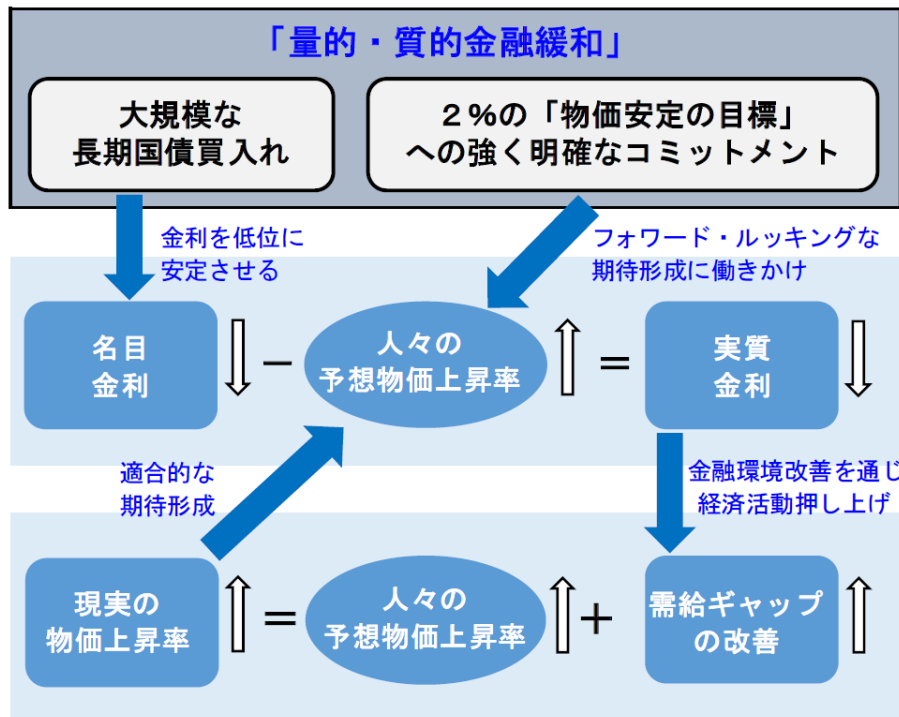 「量的・質的金融緩和」
大規模な
長期国債買入れ
２％の「物価安定の目標」
への強く明確なコミットメント
金利を低位に
安定させる
フォワード・ルッキングな
期待形成に働きかけ
名目
金利
－
人々の
予想物価上昇率
＝
実質
金利
適合的な
期待形成
金融環境改善を通じ
経済活動押し上げ
現実の
物価上昇率
＝
人々の
予想物価上昇率
＋
需給ギャップ
の改善